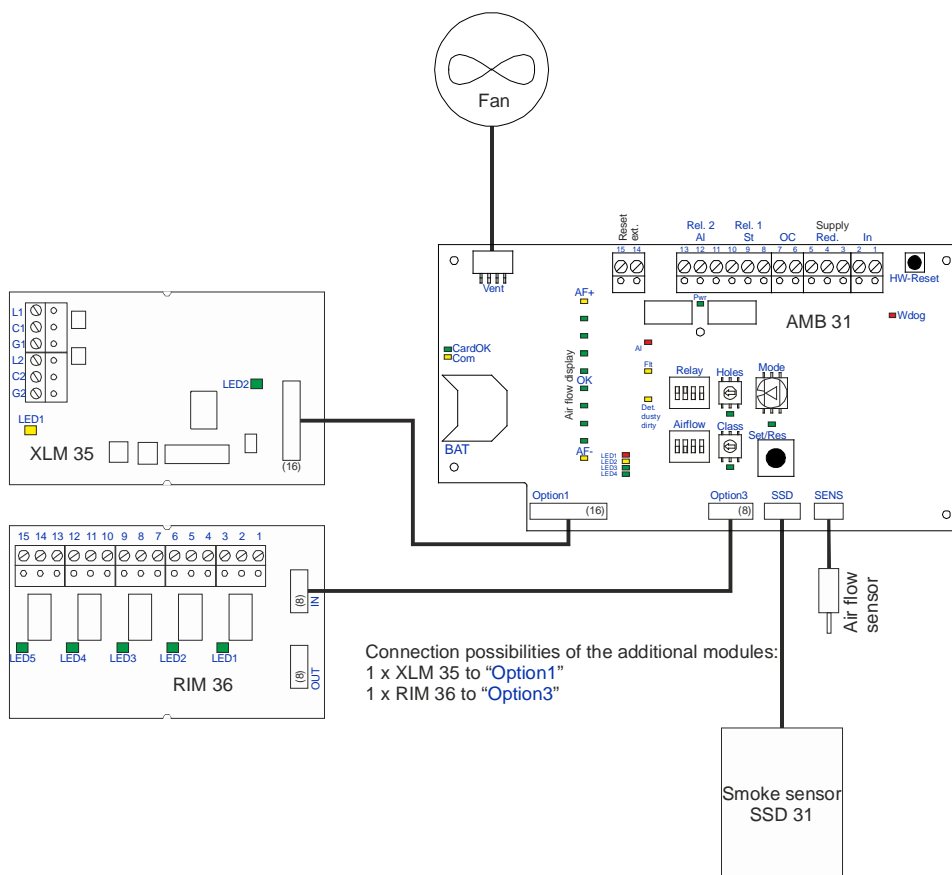 Fan
Reset
ext.
Rel. 2
Al
Rel. 1
St
OC
Supply
Red.
In
15 14
13 12 11 10 9 8 7 6 5 4 3 2 1
Vent
HW-Reset
Pwr
AMB 31
Wdog
AF+
Air flow display
OK
AF-
CardOK
Com
BAT
Al
Flt
Det.
dusty
dirty
Relay
Holes
Mode
Airflow
Class
Set/Res
LED1
LED2
LED3
LED4
Option1
(16)
Option3
(8)
SSD
SENS
L1
C1
G1
L2
C2
G2
LED1
LED2
XLM 35
(16)
15 14 13 12 11 10 9 8 7 6 5 4 3 2 1
(8)
IN
(8)
OUT
LED5
LED4
LED3
LED2
LED1
RIM 36
Air flow
sensor
Connection possibilities of the additional modules:
1 x XLM 35 to “Option1”
1 x RIM 36 to “Option3”
Smoke sensor
SSD 31